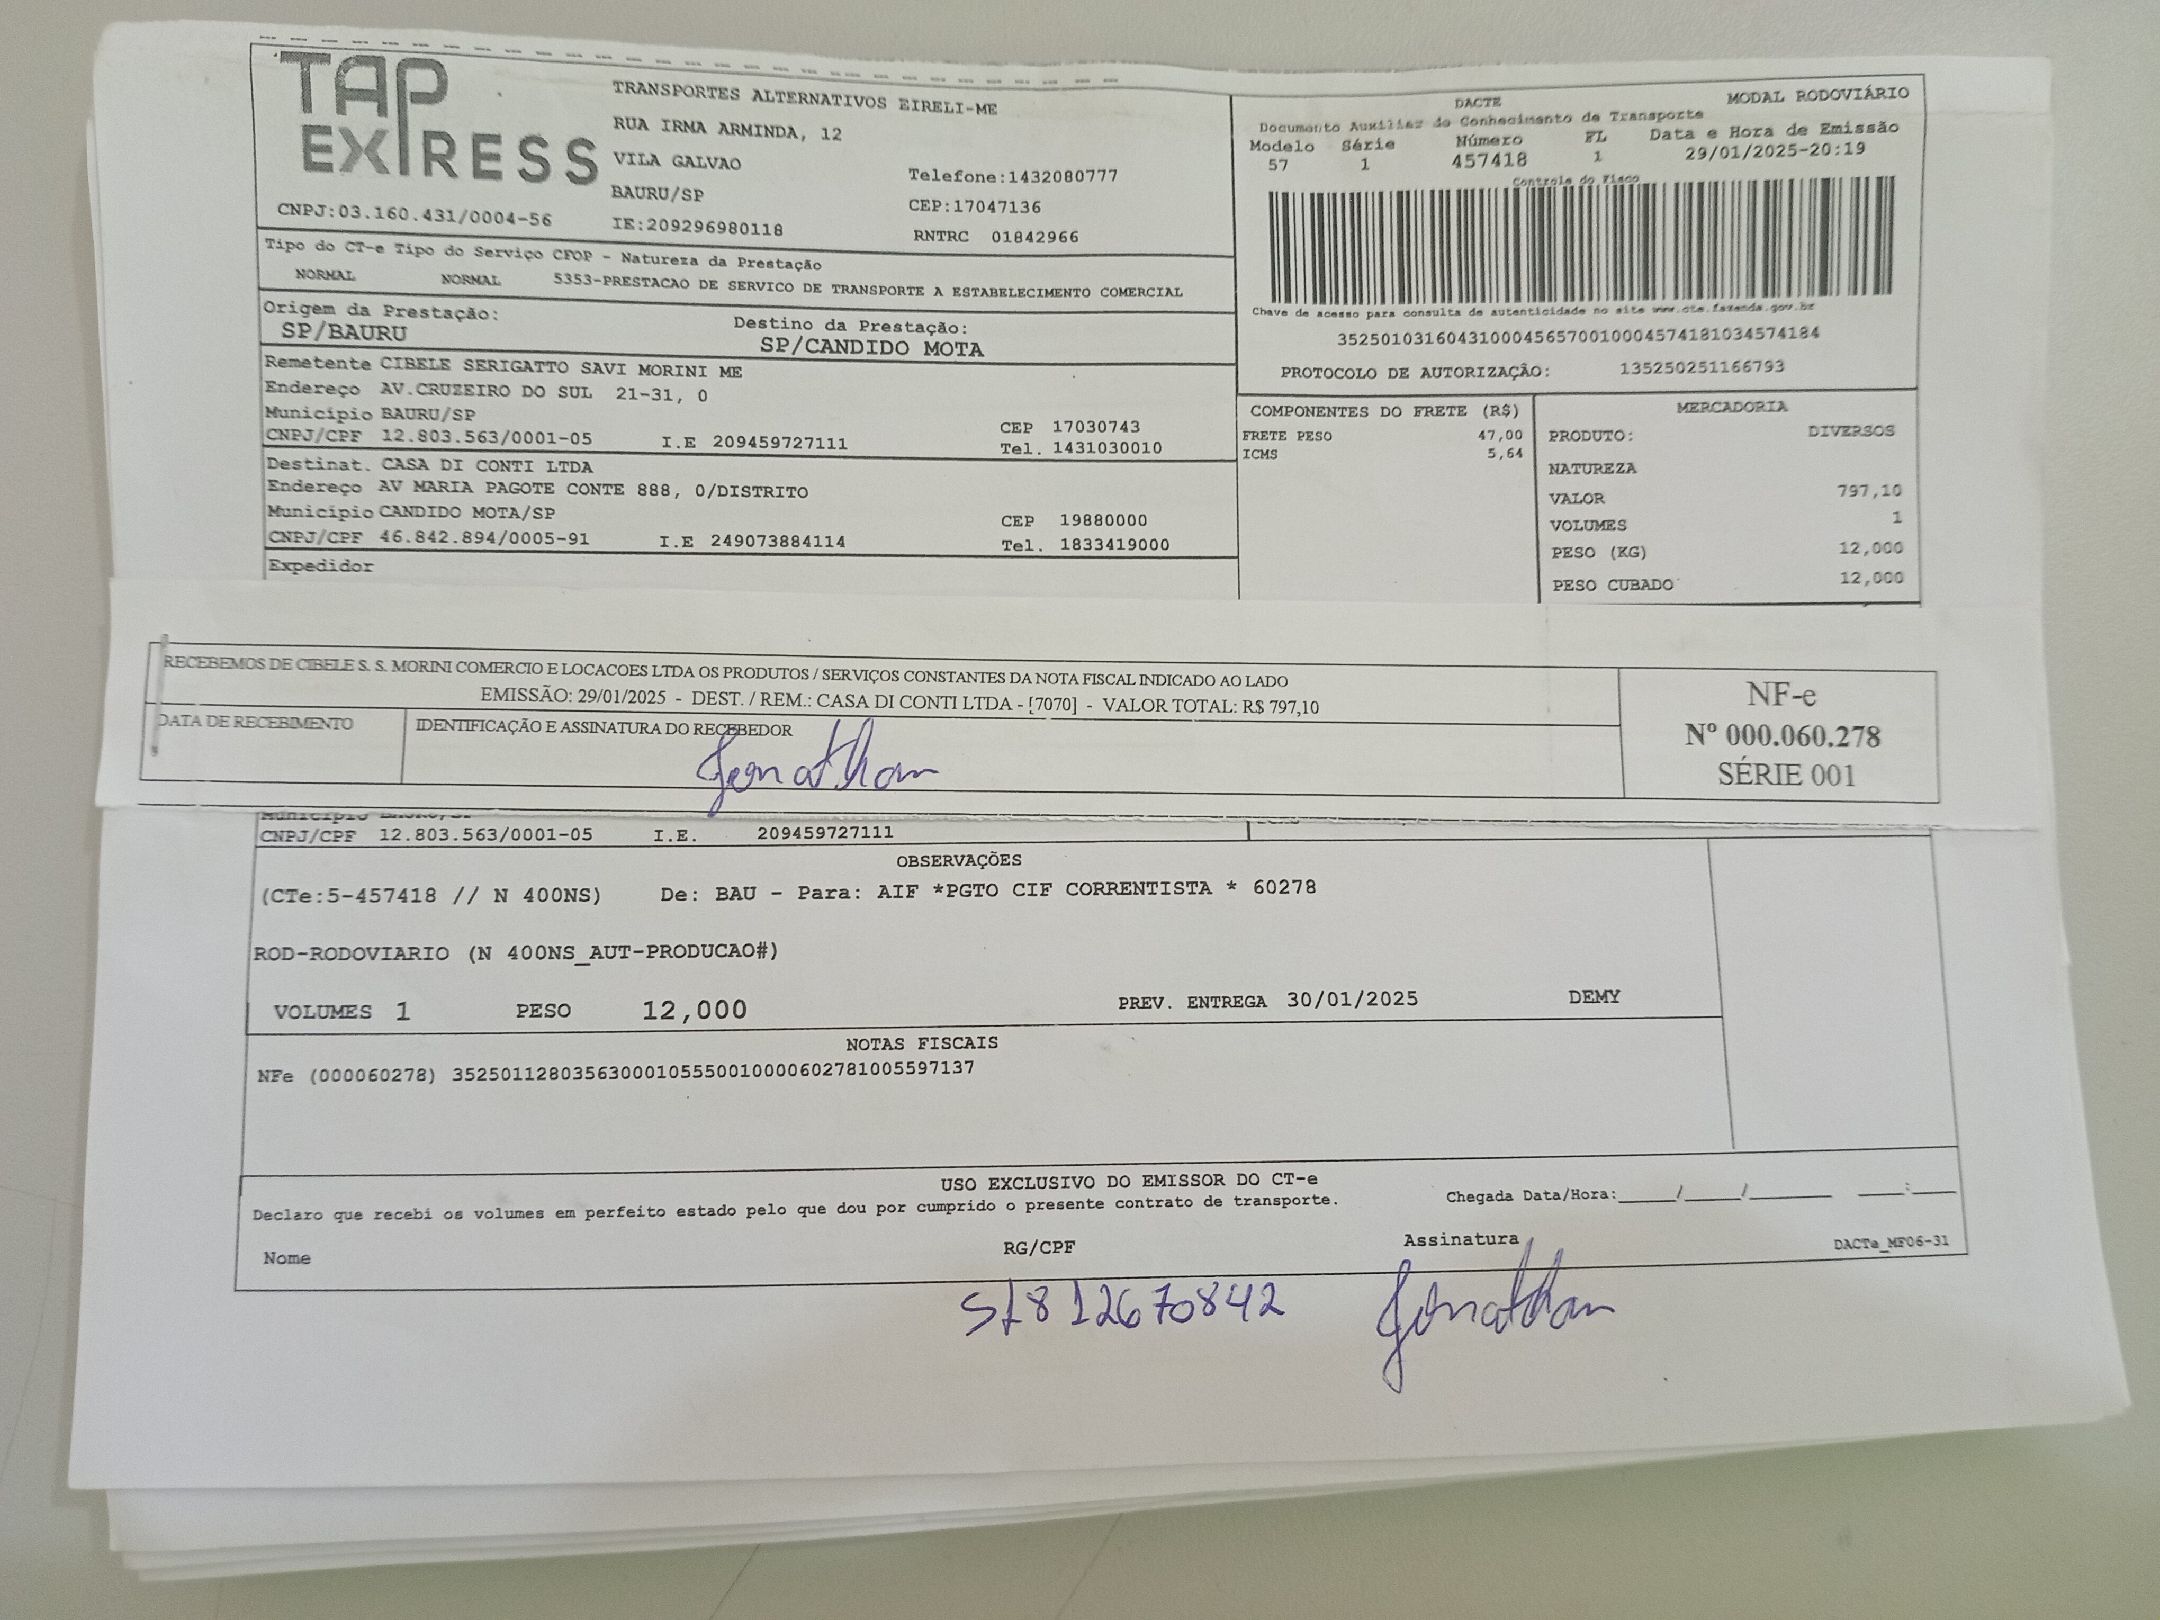 TAP EXPRESS
TRANSPORTES ALTERNATIVOS EIRELI-ME
RUA IRMA ARMINDA, 12
VILA GALVAO
Telefone:1432080777
BAURU/SP
CEP:17047136
CNPJ:03.160.431/0004-56
IE:209296980118
RNTRC 01842966
DACTE
MODAL RODOVIÁRIO
Documento Auxiliar de Conhecimento de Transporte
Modelo Série Número FL Data e Hora de Emissão
57 1 457418 1 29/01/2025-20:19
Controle do Fisco
Chave de acesso para consulta de autenticidade no site www.cte.fazenda.gov.br
35250103160431000456570010004574181034574184
PROTOCOLO DE AUTORIZAÇÃO: 135250251166793
Tipo do CT-e Tipo do Serviço CFOP - Natureza da Prestação
NORMAL NORMAL 5353-PRESTACAO DE SERVICO DE TRANSPORTE A ESTABELECIMENTO COMERCIAL
Origem da Prestação: Destino da Prestação:
SP/BAURU SP/CANDIDO MOTA
Remetente CIBELE SERIGATTO SAVI MORINI ME
Endereço AV.CRUZEIRO DO SUL 21-31, 0
Município BAURU/SP CEP 17030743
CNPJ/CPF 12.803.563/0001-05 I.E 209459727111 Tel. 1431030010
Destinat. CASA DI CONTI LTDA
Endereço AV MARIA PAGOTE CONTE 888, 0/DISTRITO
Município CANDIDO MOTA/SP CEP 19880000
CNPJ/CPF 46.842.894/0005-91 I.E 249073884114 Tel. 1833419000
Expedidor
COMPONENTES DO FRETE (R$)
FRETE PESO 47,00
ICMS 5,64
MERCADORIA
PRODUTO: DIVERSOS
NATUREZA
VALOR 797,10
VOLUMES 1
PESO (KG) 12,000
PESO CUBADO 12,000
RECEBEMOS DE CIBELE S. S. MORINI COMERCIO E LOCACOES LTDA OS PRODUTOS / SERVIÇOS CONSTANTES DA NOTA FISCAL INDICADO AO LADO
EMISSÃO: 29/01/2025 - DEST. / REM.: CASA DI CONTI LTDA - [7070] - VALOR TOTAL: R$ 797,10
DATA DE RECEBIMENTO
IDENTIFICAÇÃO E ASSINATURA DO RECEBEDOR
Jonathan
NF-e
Nº 000.060.278
SÉRIE 001
CNPJ/CPF 12.803.563/0001-05 I.E. 209459727111
OBSERVAÇÕES
(CTe:5-457418 // N 400NS) De: BAU - Para: AIF *PGTO CIF CORRENTISTA * 60278
ROD-RODOVIARIO (N 400NS_AUT-PRODUCAO#)
VOLUMES 1 PESO 12,000 PREV. ENTREGA 30/01/2025 DEMY
NOTAS FISCAIS
NFe (000060278) 35250112803563000105550010000602781005597137
USO EXCLUSIVO DO EMISSOR DO CT-e
Declaro que recebi os volumes em perfeito estado pelo que dou por cumprido o presente contrato de transporte.
Chegada Data/Hora:_____/_____/_______ ____:____
Nome RG/CPF Assinatura DACTe_MF06-31
51812670842 Jonathan